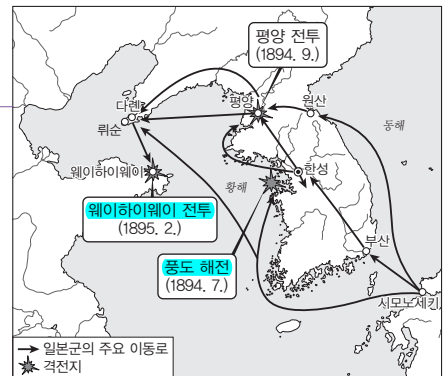 평양 전투
(1894. 9.)
다롄
뤼순
평양
원산
동해
웨이하이웨이
한성
황해
웨이하이웨이 전투
(1895. 2.)
풍도 해전
(1894. 7.)
부산
시모노세키
일본군의 주요 이동로
격전지